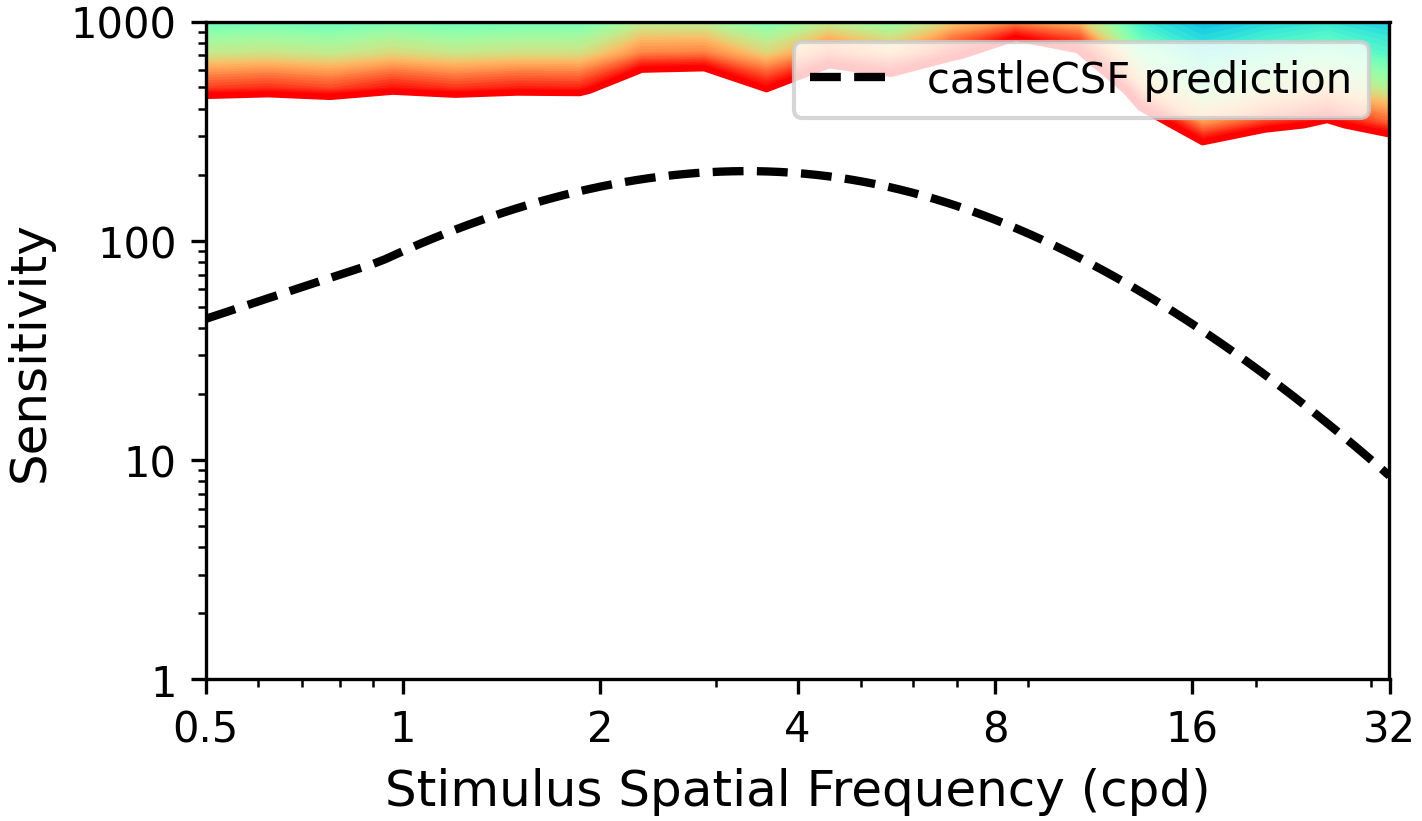 1000
castleCSF prediction
100
Sensitivity
10
1
0.5 1 2 4 8 16 32
Stimulus Spatial Frequency (cpd)